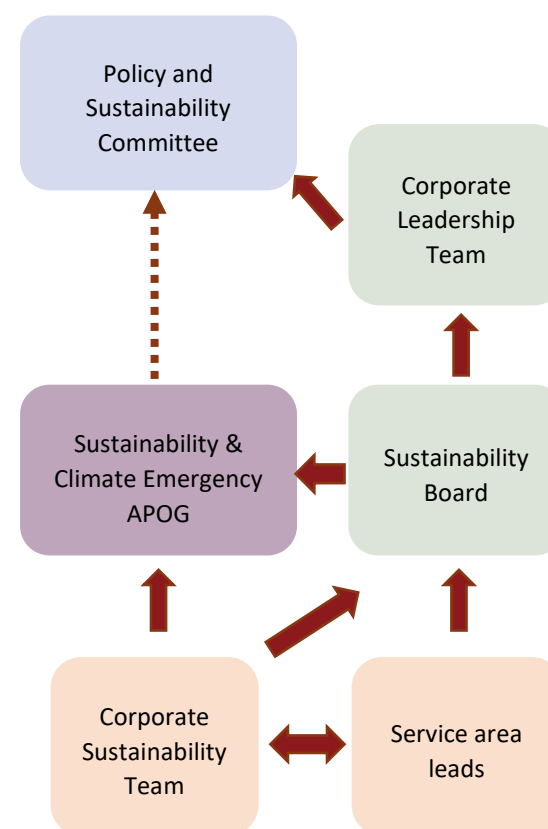 Policy and
Sustainability
Committee
Corporate
Leadership
Team
Sustainability &
Climate Emergency
APOG
Sustainability
Board
Corporate
Sustainability
Team
Service area
leads